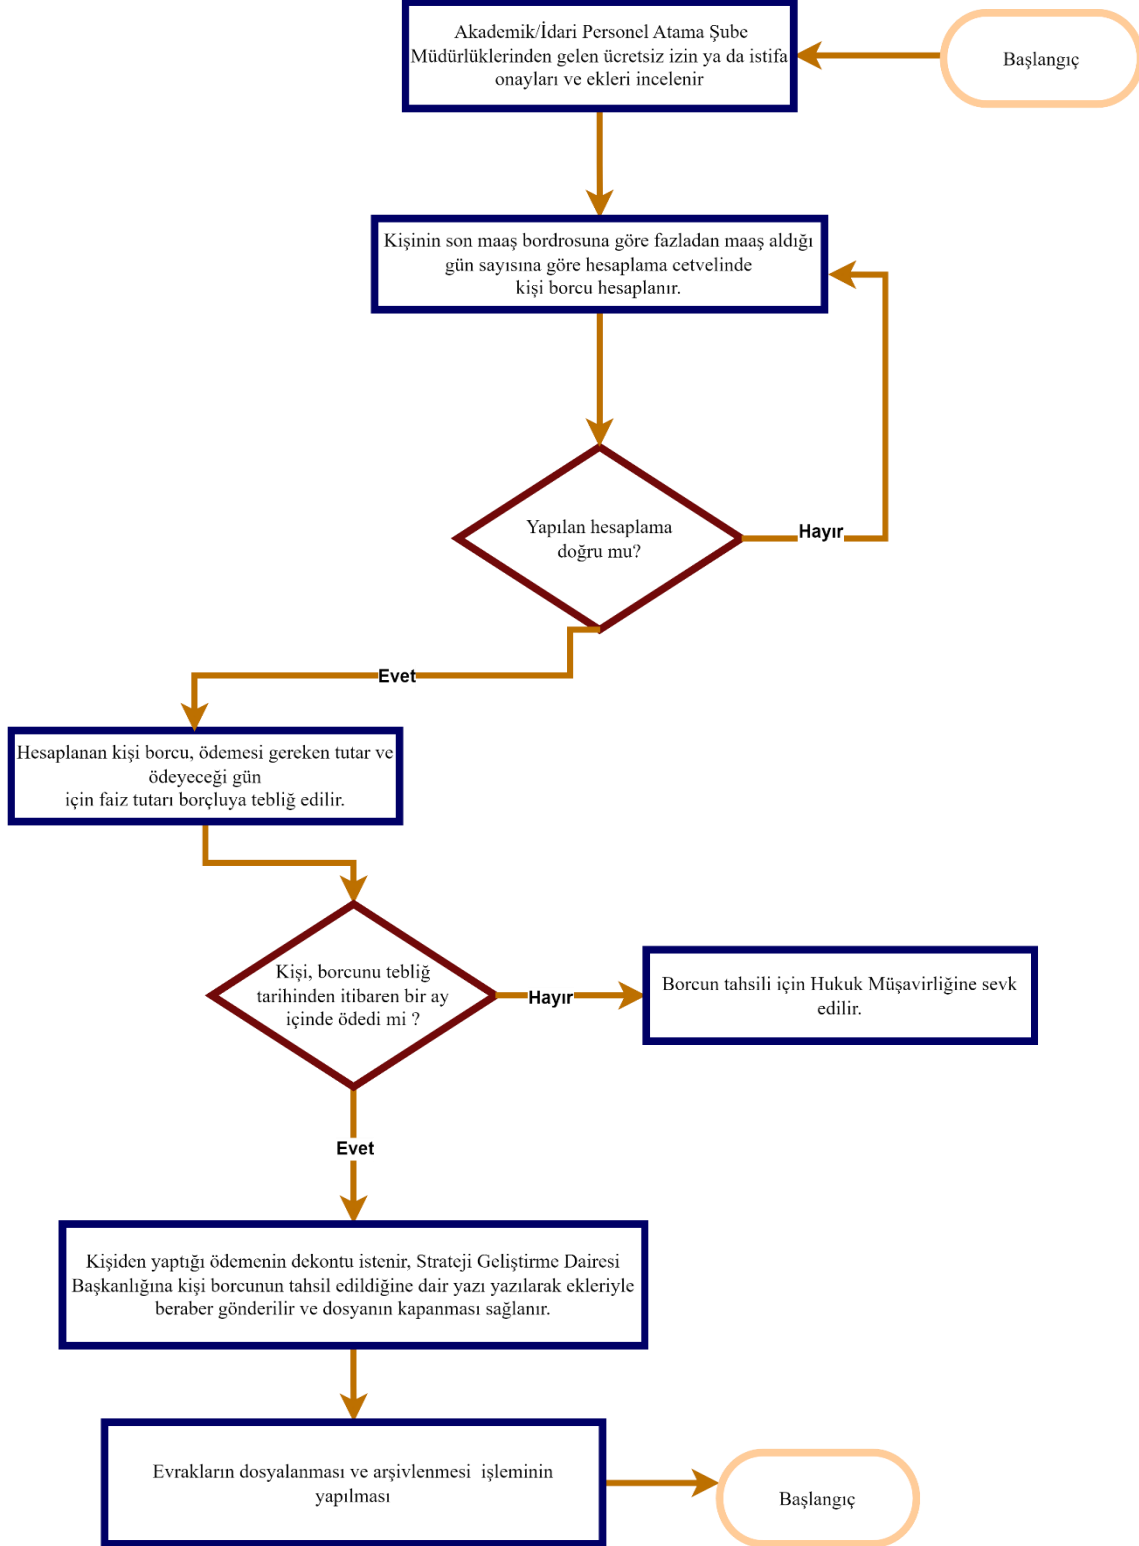 Akademik/İdari Personel Atama Şube
Müdürlüklerinden gelen ücretsiz izin ya da istifa
onayları ve ekleri incelenir
Başlangıç
Kişinin son maaş bordrosuna göre fazladan maaş aldığı
gün sayısına göre hesaplama cetvelinde
kişi borcu hesaplanır.
Yapılan hesaplama
doğru mu?
Hayır
Evet
Hesaplanan kişi borcu, ödemesi gereken tutar ve
ödeyeceği gün
için faiz tutarı borçluya tebliğ edilir.
Kişi, borcunu tebliğ
tarihinden itibaren bir ay
içinde ödedi mi ?
Hayır
Borcun tahsili için Hukuk Müşavirliğine sevk
edilir.
Evet
Kişiden yaptığı ödemenin dekontu istenir, Strateji Geliştirme Dairesi
Başkanlığına kişi borcunun tahsil edildiğine dair yazı yazılarak ekleriyle
beraber gönderilir ve dosyanın kapanması sağlanır.
Evrakların dosyalanması ve arşivlenmesi  işleminin
yapılması
Başlangıç